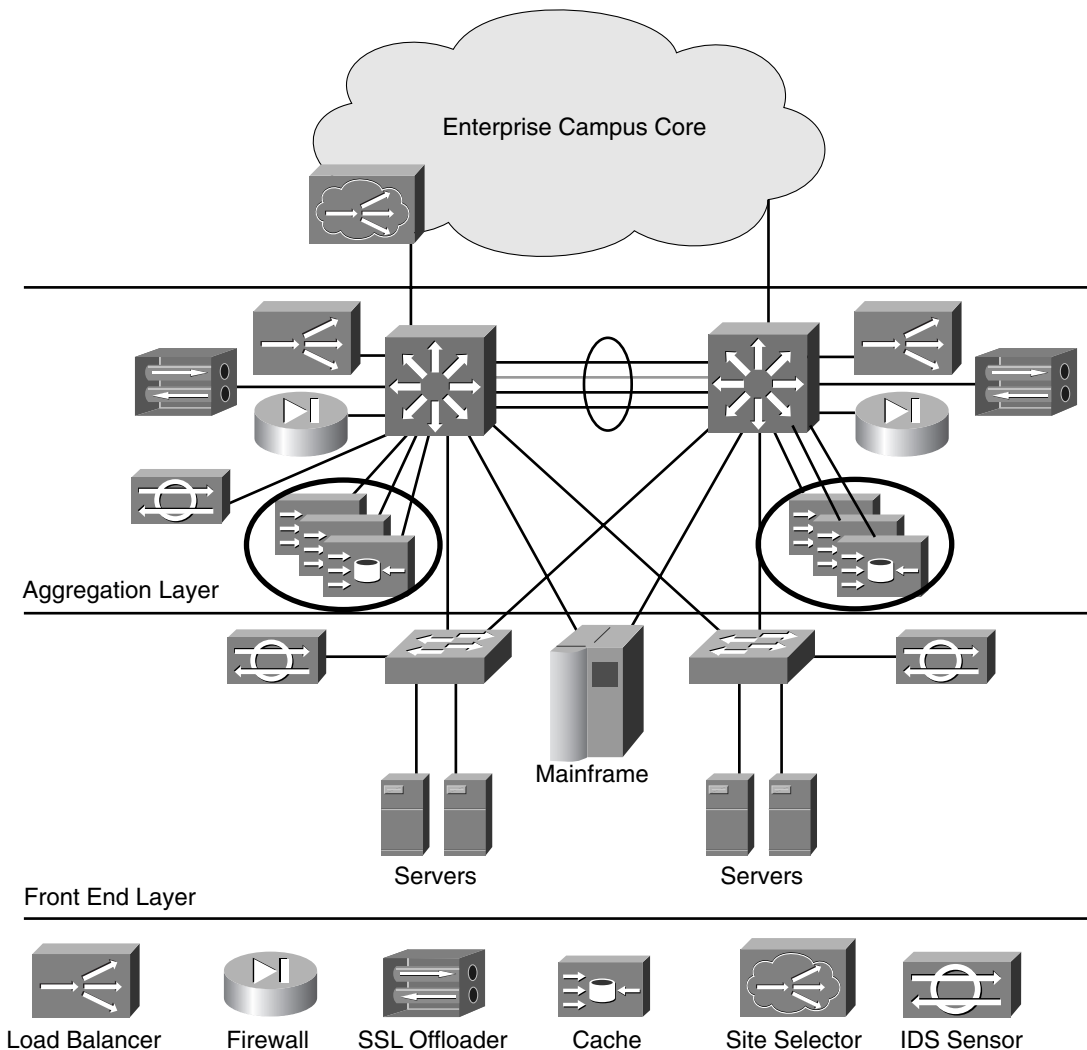 Enterprise Campus Core
Aggregation Layer
Mainframe
Servers
Servers
Front End Layer
Load Balancer
Firewall
SSL Offloader
Cache
Site Selector
IDS Sensor